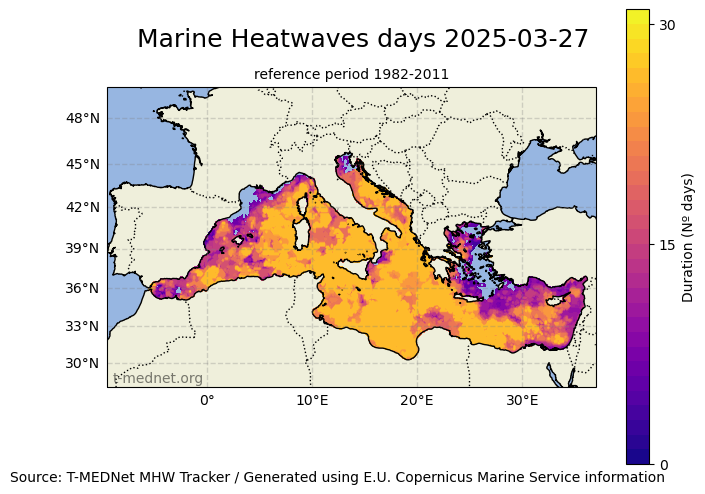 Marine Heatwaves days 2025-03-27
reference period 1982-2011
30
48°N
45°N
42°N
39°N
36°N
33°N
30°N
15
Duration (Nº days)
t-mednet.org
0°
10°E
20°E
30°E
0
Source: T-MEDNet MHW Tracker / Generated using E.U. Copernicus Marine Service information